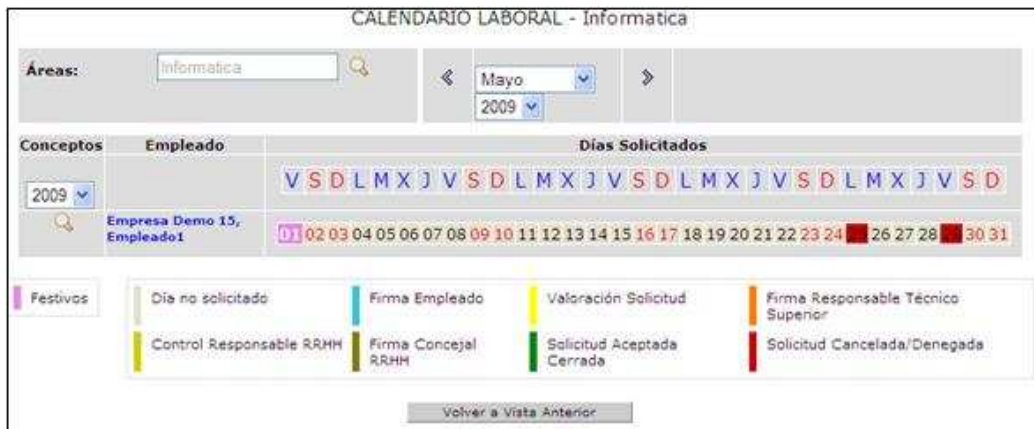 CALENDARIO LABORAL - Informatica
Áreas: Informatica
Mayo
2009
Conceptos Empleado Días Solicitados
V S D L M X J V S D L M X J V S D L M X J V S D L M X J V S D
2009
Empresa Demo 15,
Empleado1
01 02 03 04 05 06 07 08 09 10 11 12 13 14 15 16 17 18 19 20 21 22 23 24 25 26 27 28 29 30 31
Festivos
Día no solicitado Firma Empleado Valoración Solicitud Firma Responsable Técnico
Superior
Control Responsable RRHH Firma Concejal
RRHH Solicitud Aceptada
Cerrada Solicitud Cancelada/Denegada
Volver a Vista Anterior